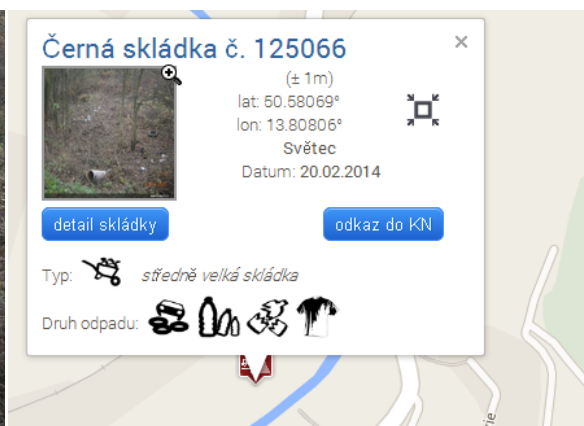 Černá skládka č. 125066
×
(± 1m)
lat: 50.58069°
lon: 13.80806°
Světec
Datum: 20.02.2014
detail skládky
odkaz do KN
Typ: středně velká skládka
Druh odpadu: